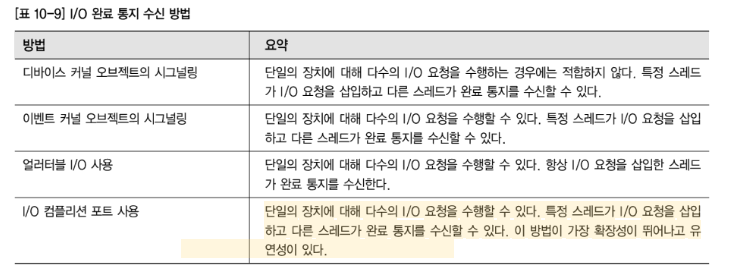 [표 10-9] I/O 완료 통지 수신 방법
방법 요약
디바이스 커널 오브젝트의 시그널링 단일의 장치에 대해 다수의 I/O 요청을 수행하는 경우에는 적합하지 않다. 특정 스레드
가 I/O 요청을 삽입하고 다른 스레드가 완료 통지를 수신할 수 있다.
이벤트 커널 오브젝트의 시그널링 단일의 장치에 대해 다수의 I/O 요청을 수행할 수 있다. 특정 스레드가 I/O 요청을 삽입
하고 다른 스레드가 완료 통지를 수신할 수 있다.
얼러터블 I/O 사용 단일의 장치에 대해 다수의 I/O 요청을 수행할 수 있다. 항상 I/O 요청을 삽입한 스레드
가 완료 통지를 수신한다.
I/O 컴플리션 포트 사용 단일의 장치에 대해 다수의 I/O 요청을 수행할 수 있다. 특정 스레드가 I/O 요청을 삽입
하고 다른 스레드가 완료 통지를 수신할 수 있다. 이 방법이 가장 확장성이 뛰어나고 유
연성이 있다.